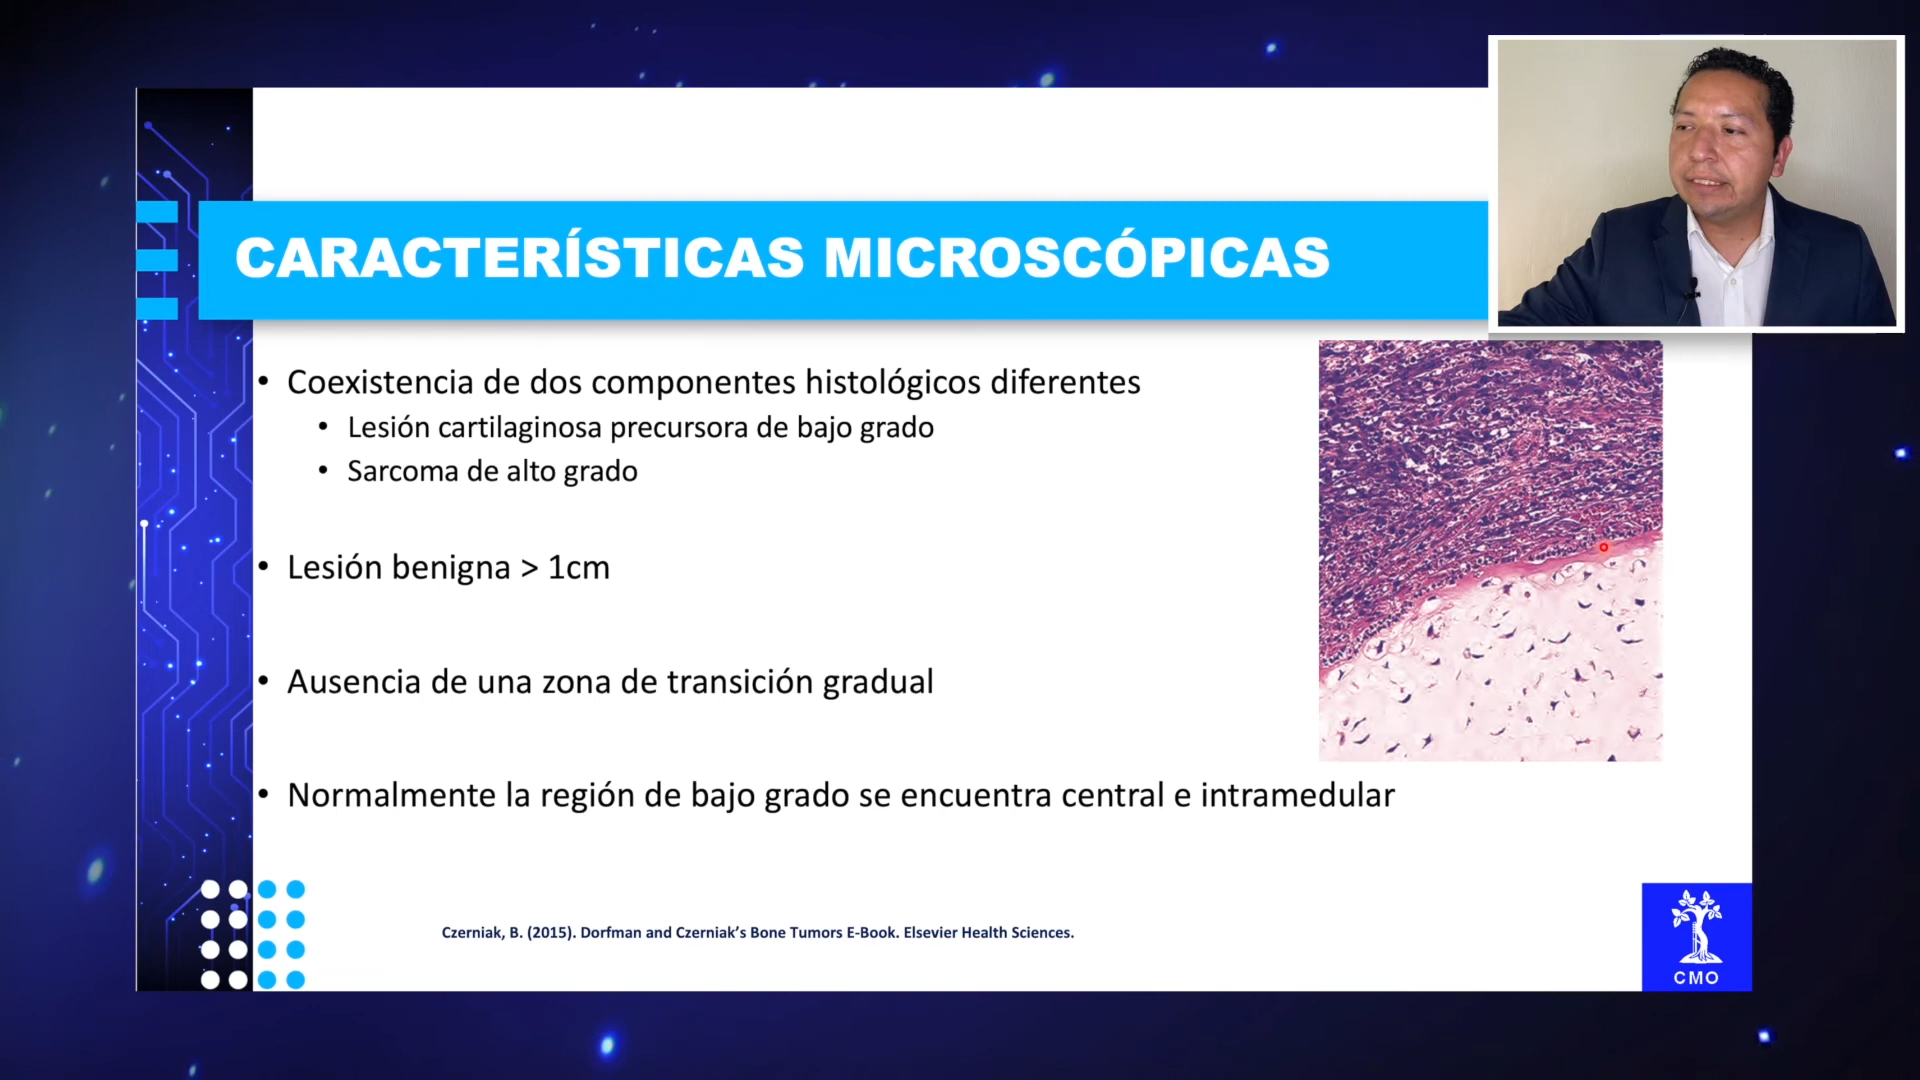 CARACTERÍSTICAS MICROSCÓPICAS
• Coexistencia de dos componentes histológicos diferentes
• Lesión cartilaginosa precursora de bajo grado
• Sarcoma de alto grado
• Lesión benigna > 1cm
• Ausencia de una zona de transición gradual
• Normalmente la región de bajo grado se encuentra central e intramedular
Czerniak, B. (2015). Dorfman and Czerniak’s Bone Tumors E-Book. Elsevier Health Sciences.
CMO